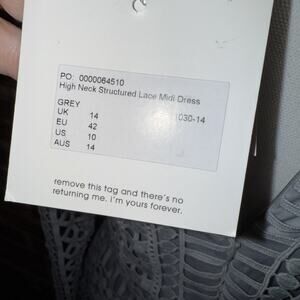 PO: 0000064510
High Neck Structured Lace Midi Dress
GREY
UK 14 030-14
EU 42
US 10
AUS 14
remove this tag and there's no
returning me. I'm yours forever.